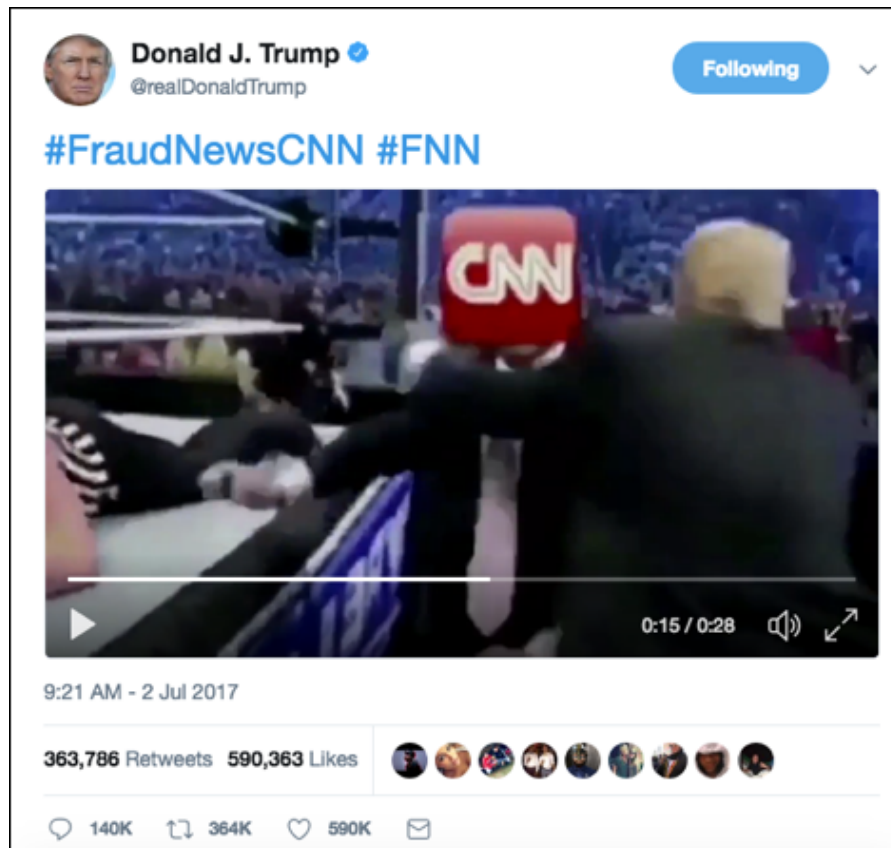 Donald J. Trump
Following
@realDonaldTrump
#FraudNewsCNN #FNN
CNN
0:15 / 0:28
9:21 AM - 2 Jul 2017
363,786 Retweets 590,363 Likes
140K 364K 590K